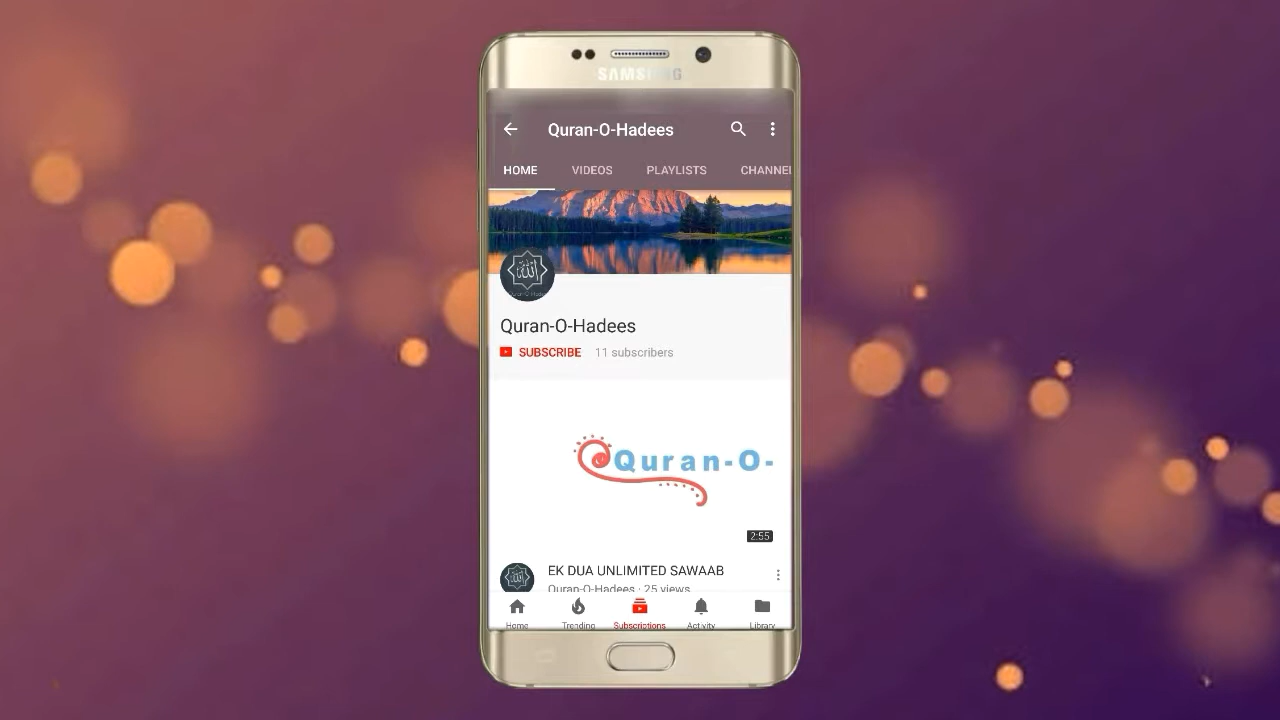 SAMSUNG
Quran-O-Hadees
HOME VIDEOS PLAYLISTS CHANNE
Quran-O-Hadees
SUBSCRIBE 11 subscribers
Quran-O-
2:55
EK DUA UNLIMITED SAWAAB
Quran-O-Hadees · 25 views
Home Trending Subscriptions Activity Library